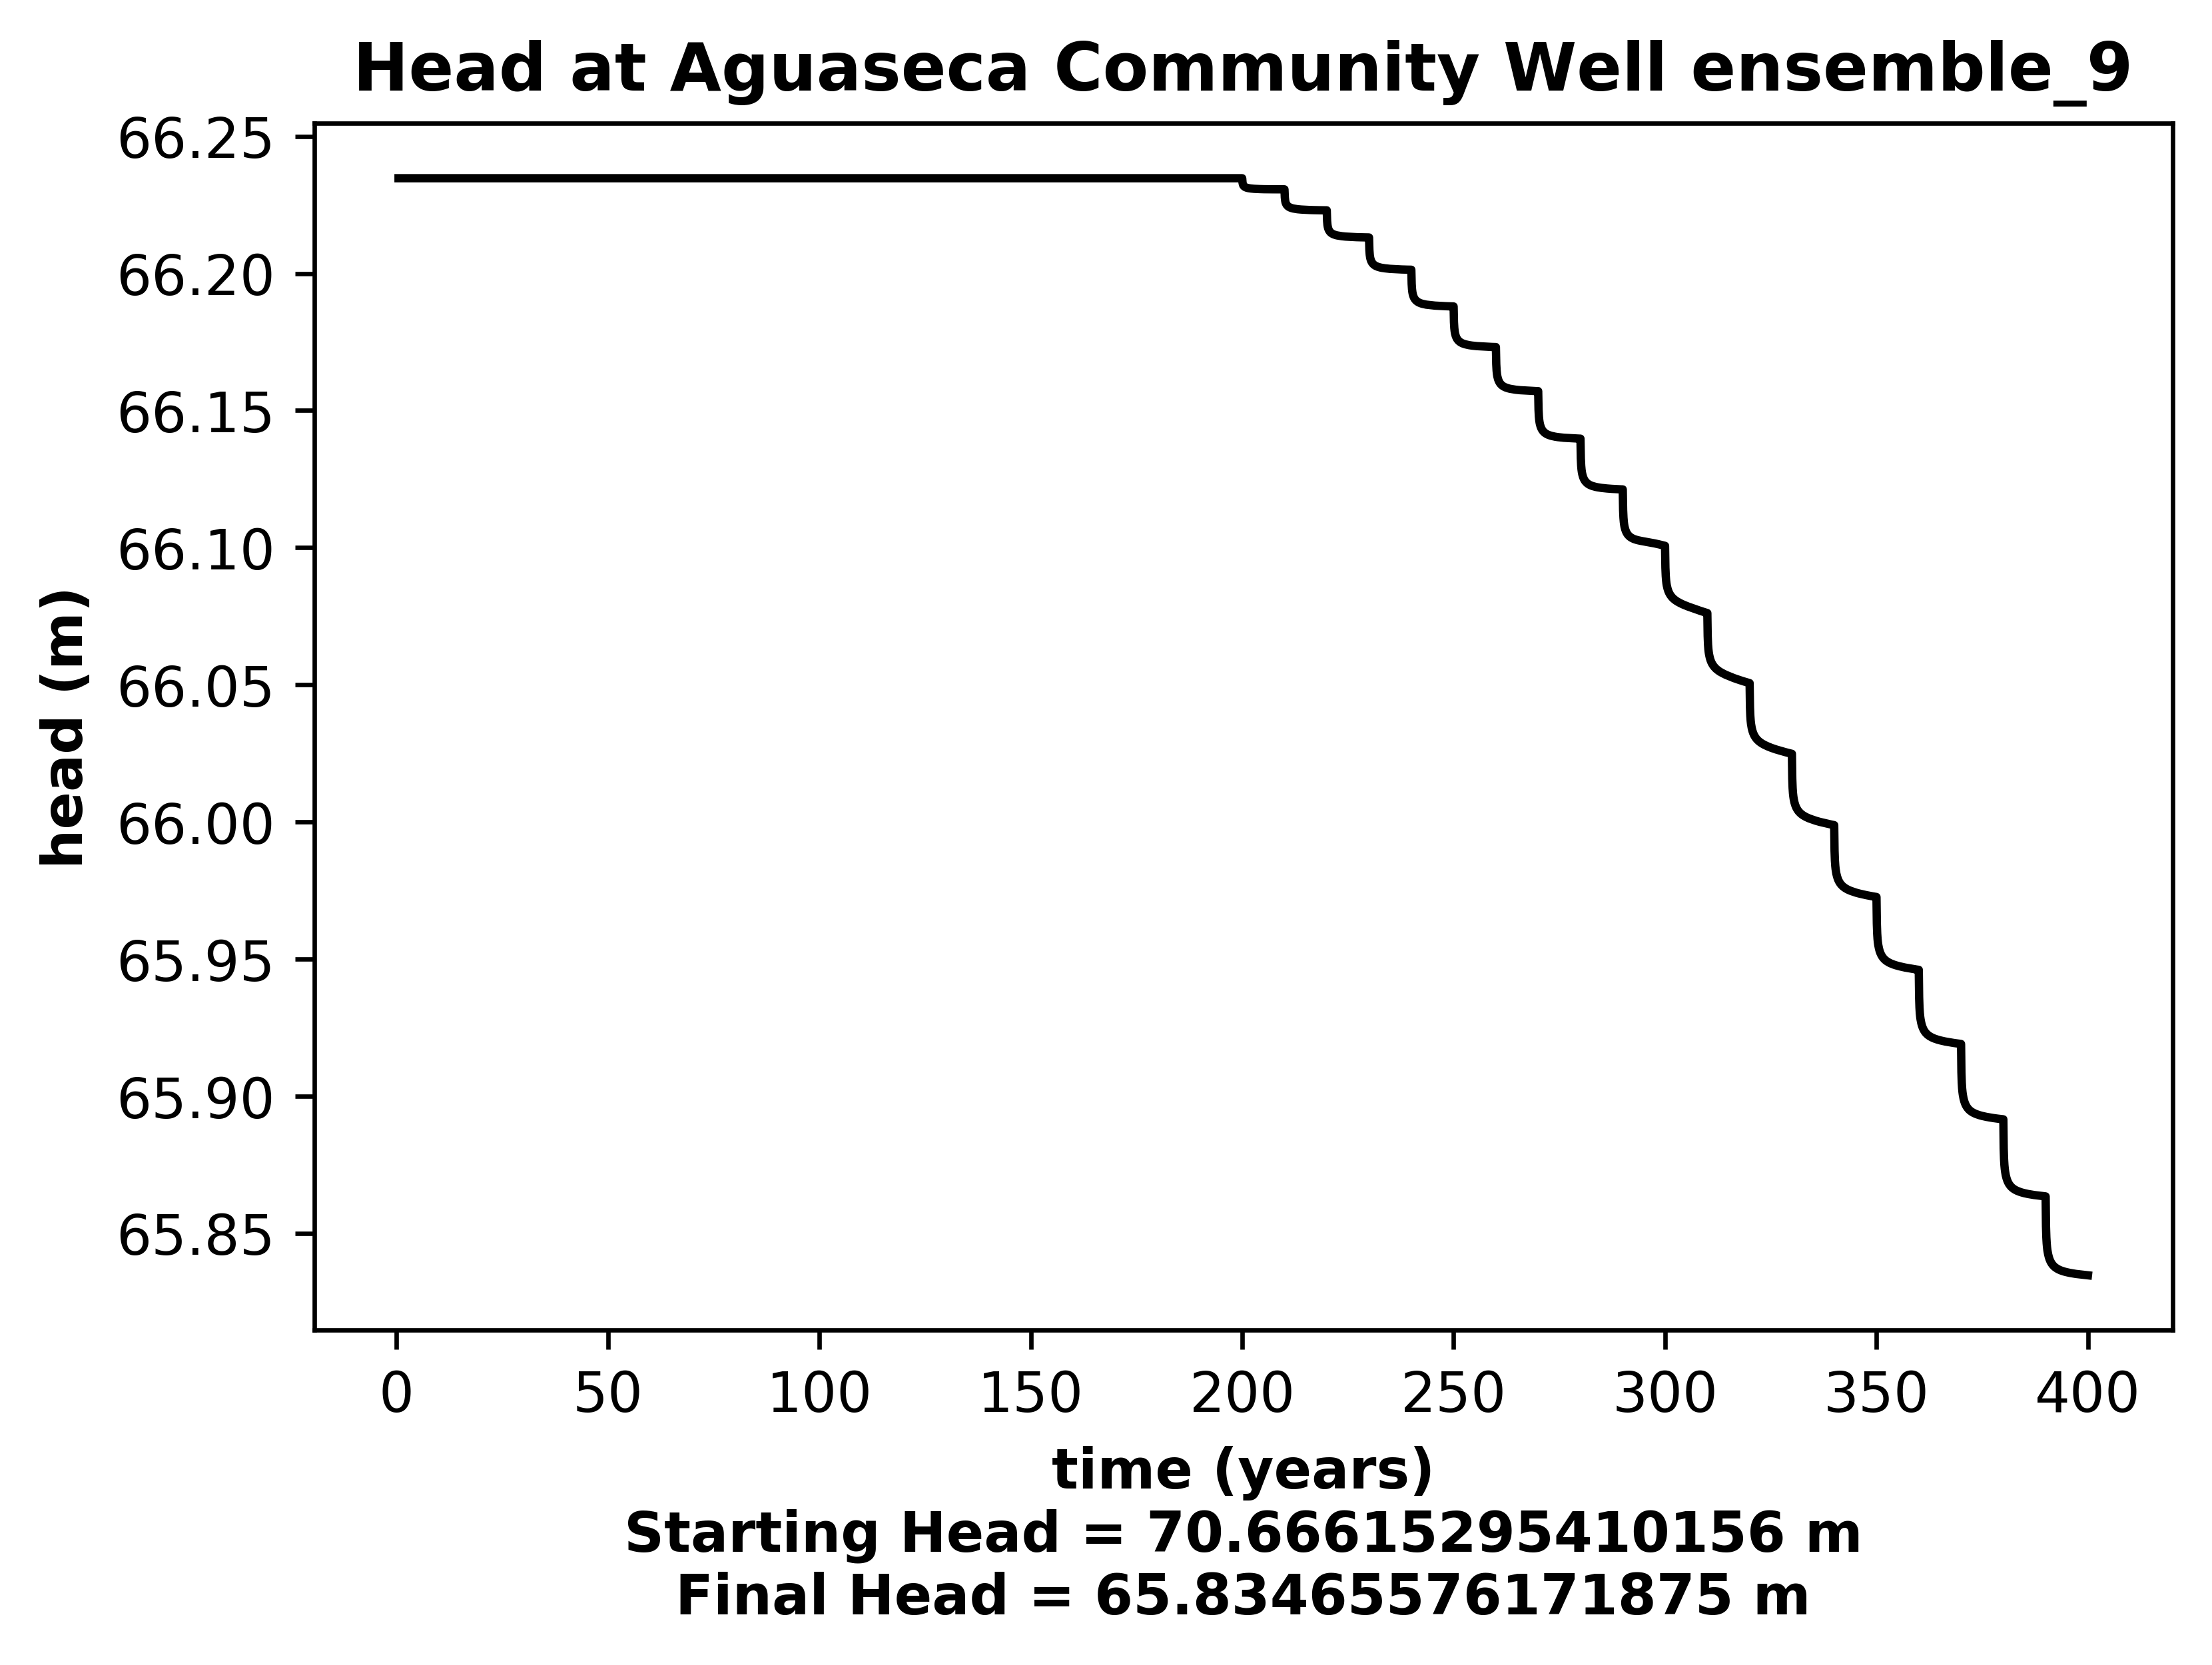 Head at Aguaseca Community Well ensemble_9
66.25
66.20
66.15
66.10
66.05
66.00
65.95
65.90
65.85
head (m)
0 50 100 150 200 250 300 350 400
time (years)
Starting Head = 70.66615295410156 m
Final Head = 65.83465576171875 m